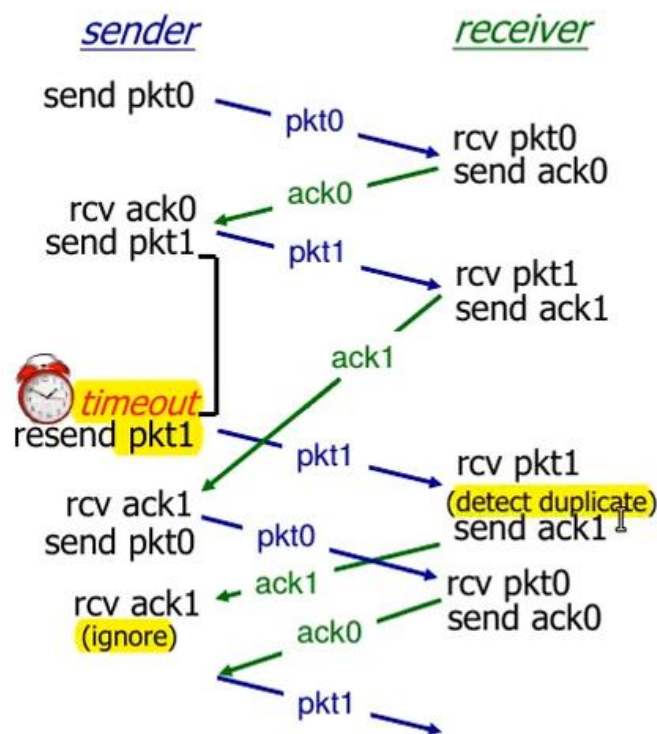 sender receiver
send pkt0
pkt0
rcv pkt0
send ack0
ack0
rcv ack0
send pkt1
pkt1
rcv pkt1
send ack1
ack1
timeout
resend pkt1
pkt1
rcv pkt1
(detect duplicate)
send ack1
rcv ack1
send pkt0
pkt0
ack1
rcv pkt0
send ack0
rcv ack1
(ignore)
ack0
pkt1